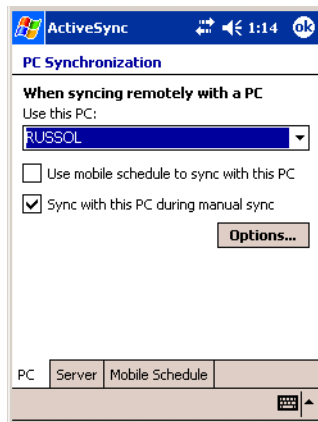 ActiveSync 1:14 ok
PC Synchronization
When syncing remotely with a PC
Use this PC:
RUSSOL
Use mobile schedule to sync with this PC
Sync with this PC during manual sync
Options...
PC Server Mobile Schedule